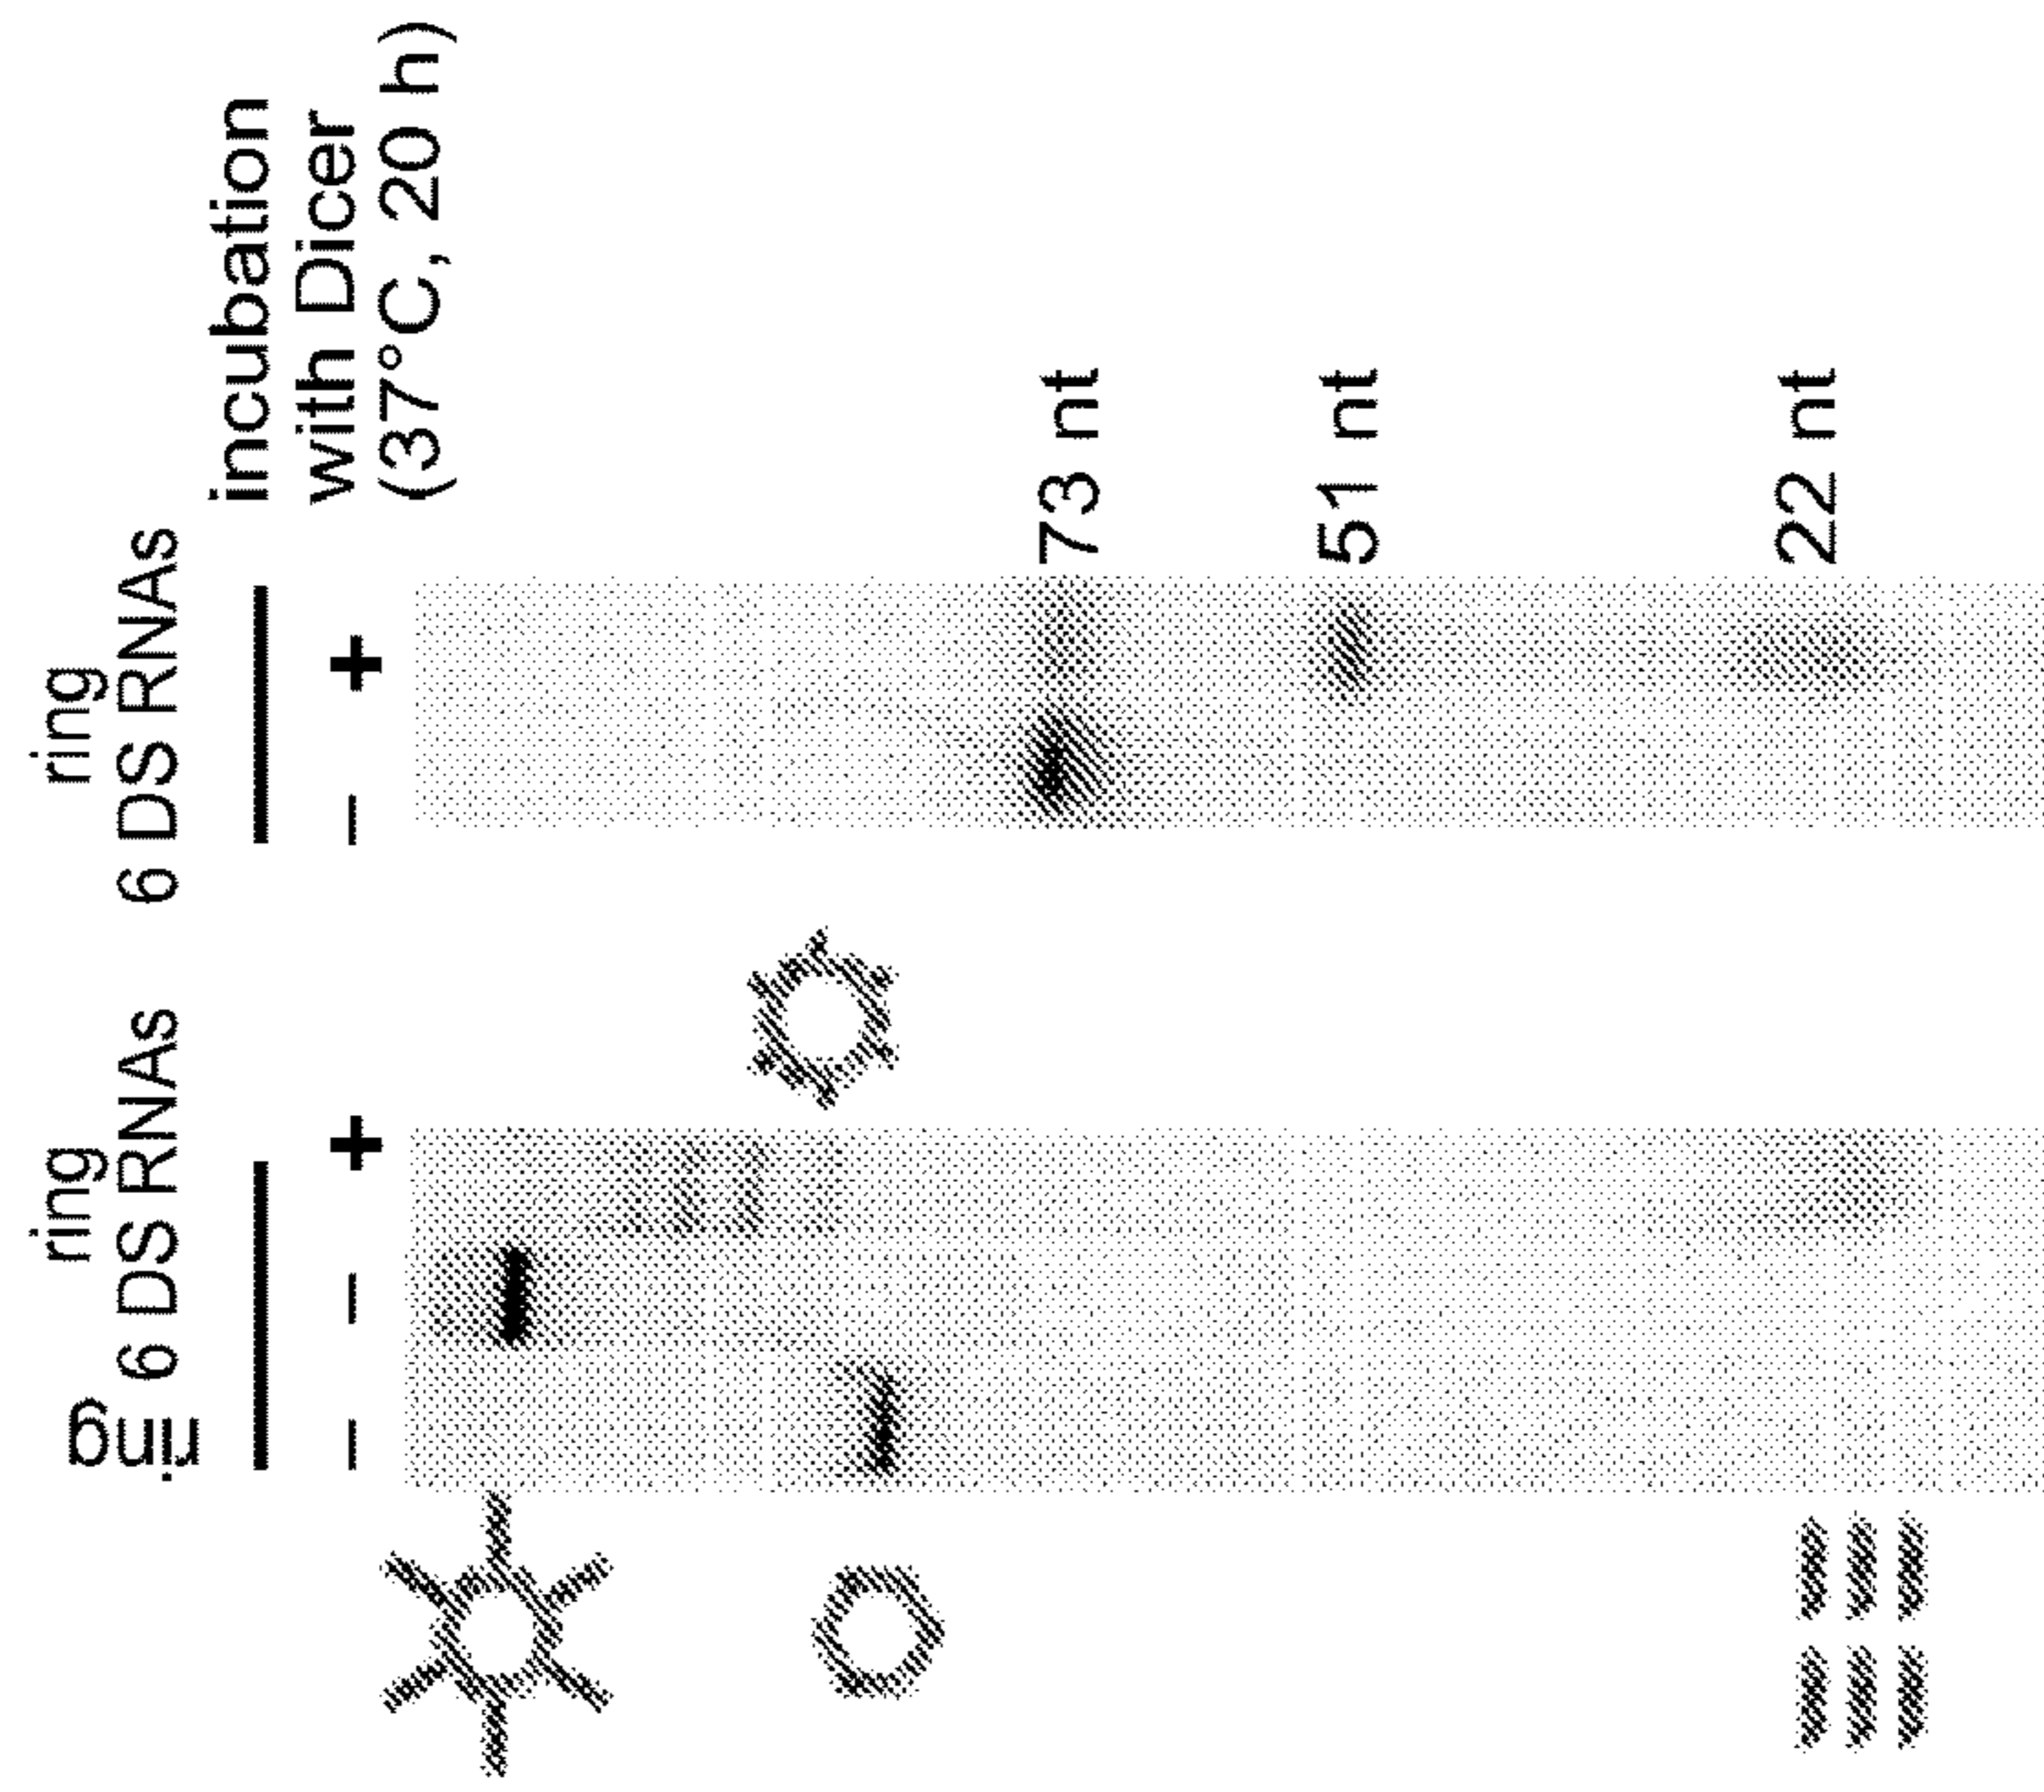 ring
ring
6 DS RNAs
ring
6 DS RNAs
incubation
with Dicer
(37°C, 20 h)
– – +
– +
73 nt
51 nt
22 nt